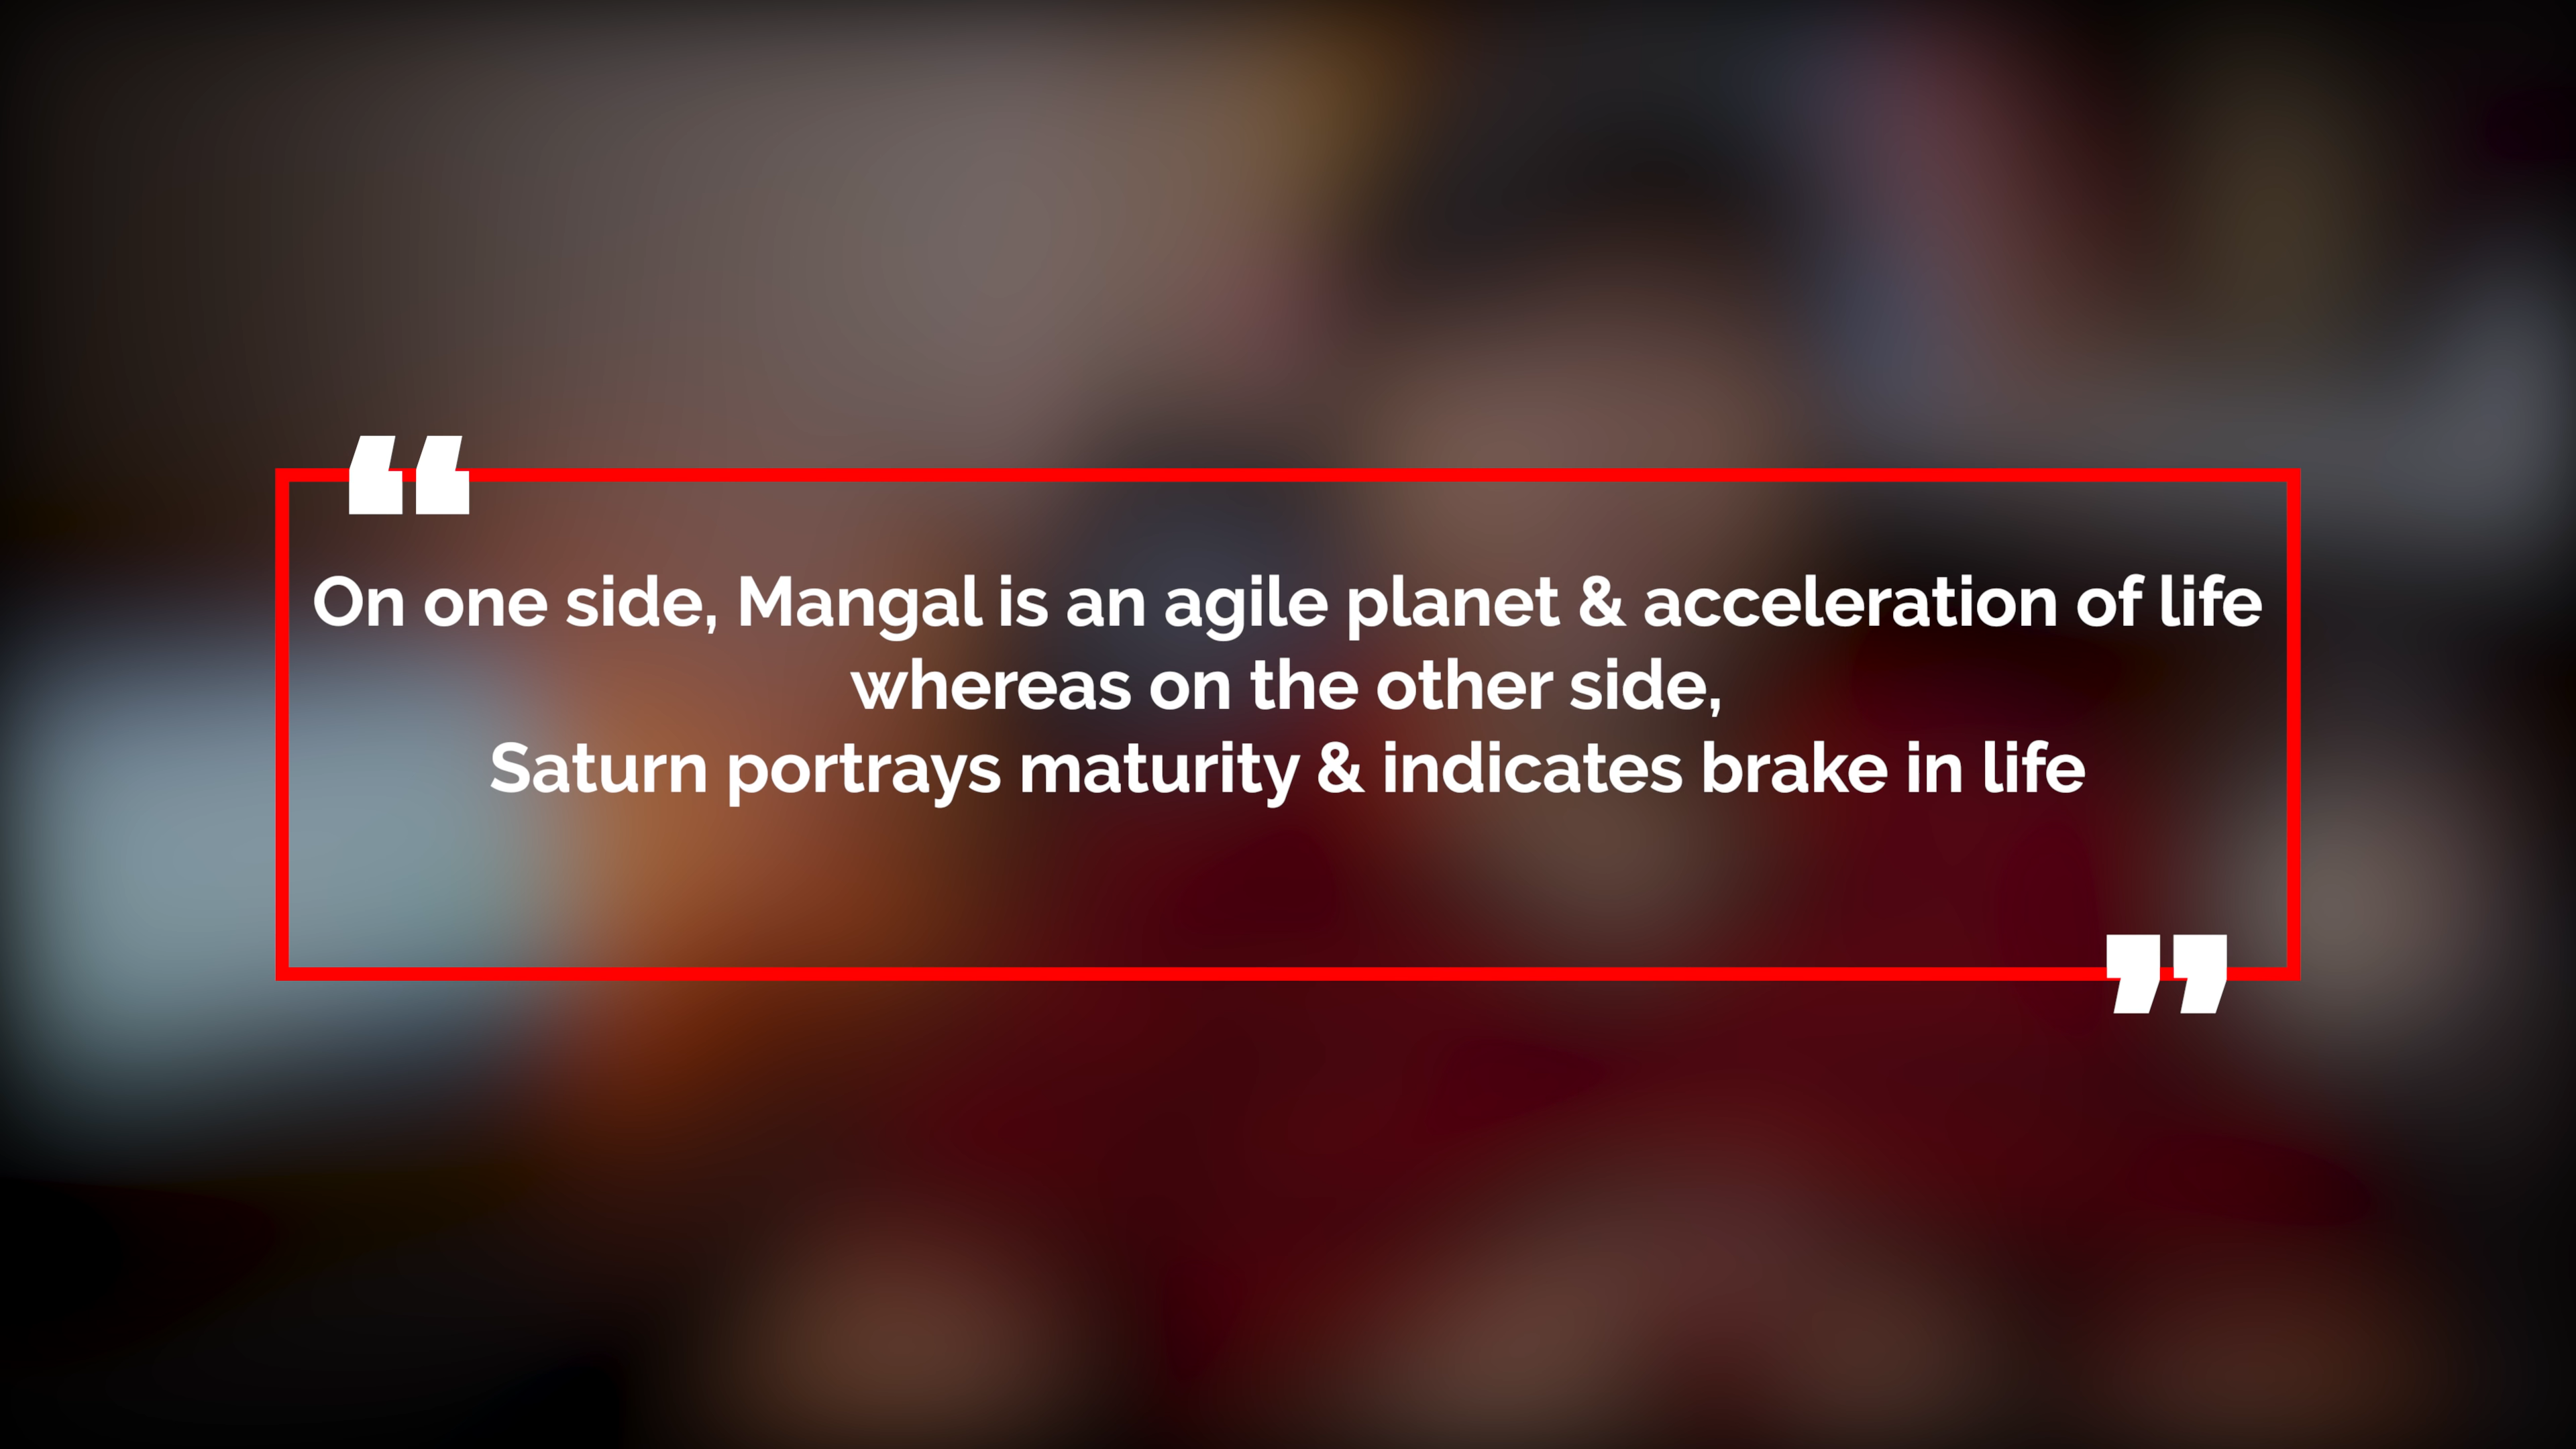 “
On one side, Mangal is an agile planet & acceleration of life
whereas on the other side,
Saturn portrays maturity & indicates brake in life
”